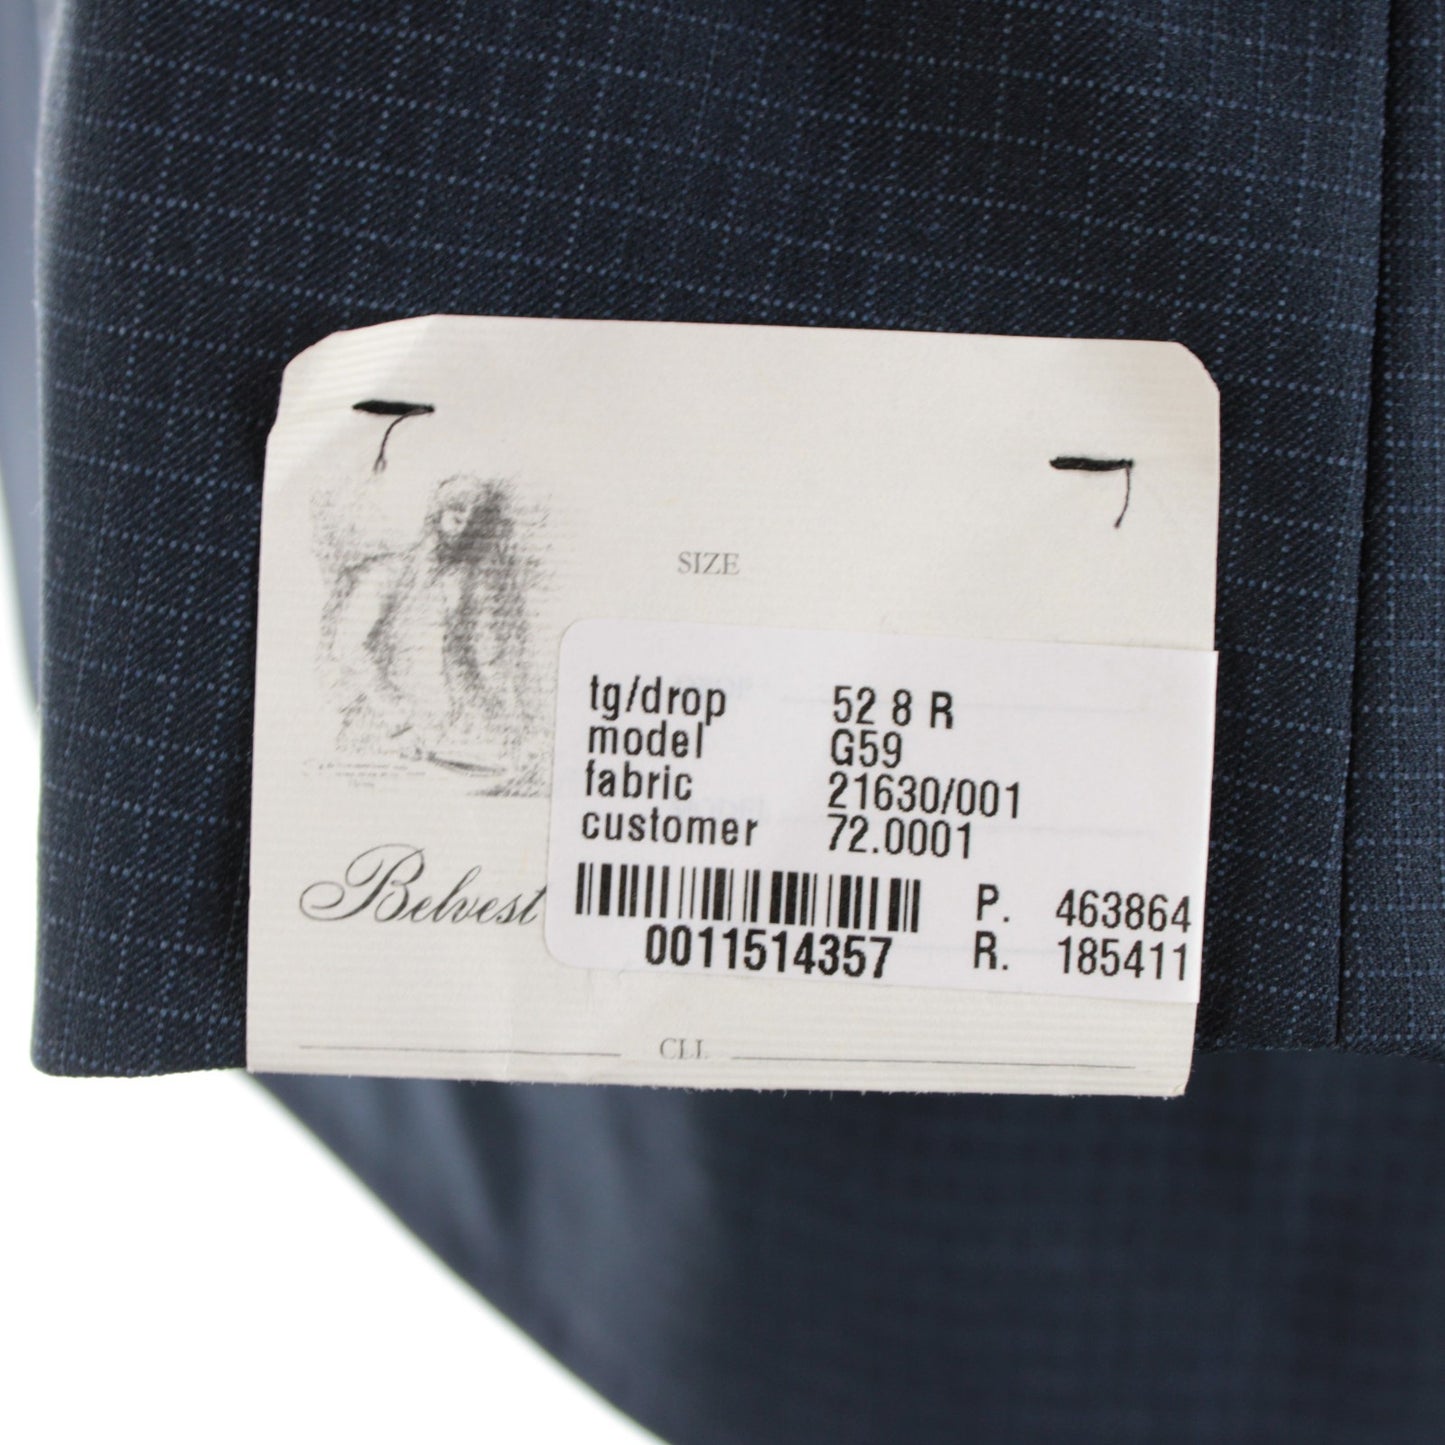 SIZE
tg/drop 52 8 R
model G59
fabric 21630/001
customer 72.0001
P. 463864
0011514357 R. 185411
Belvest
CLL